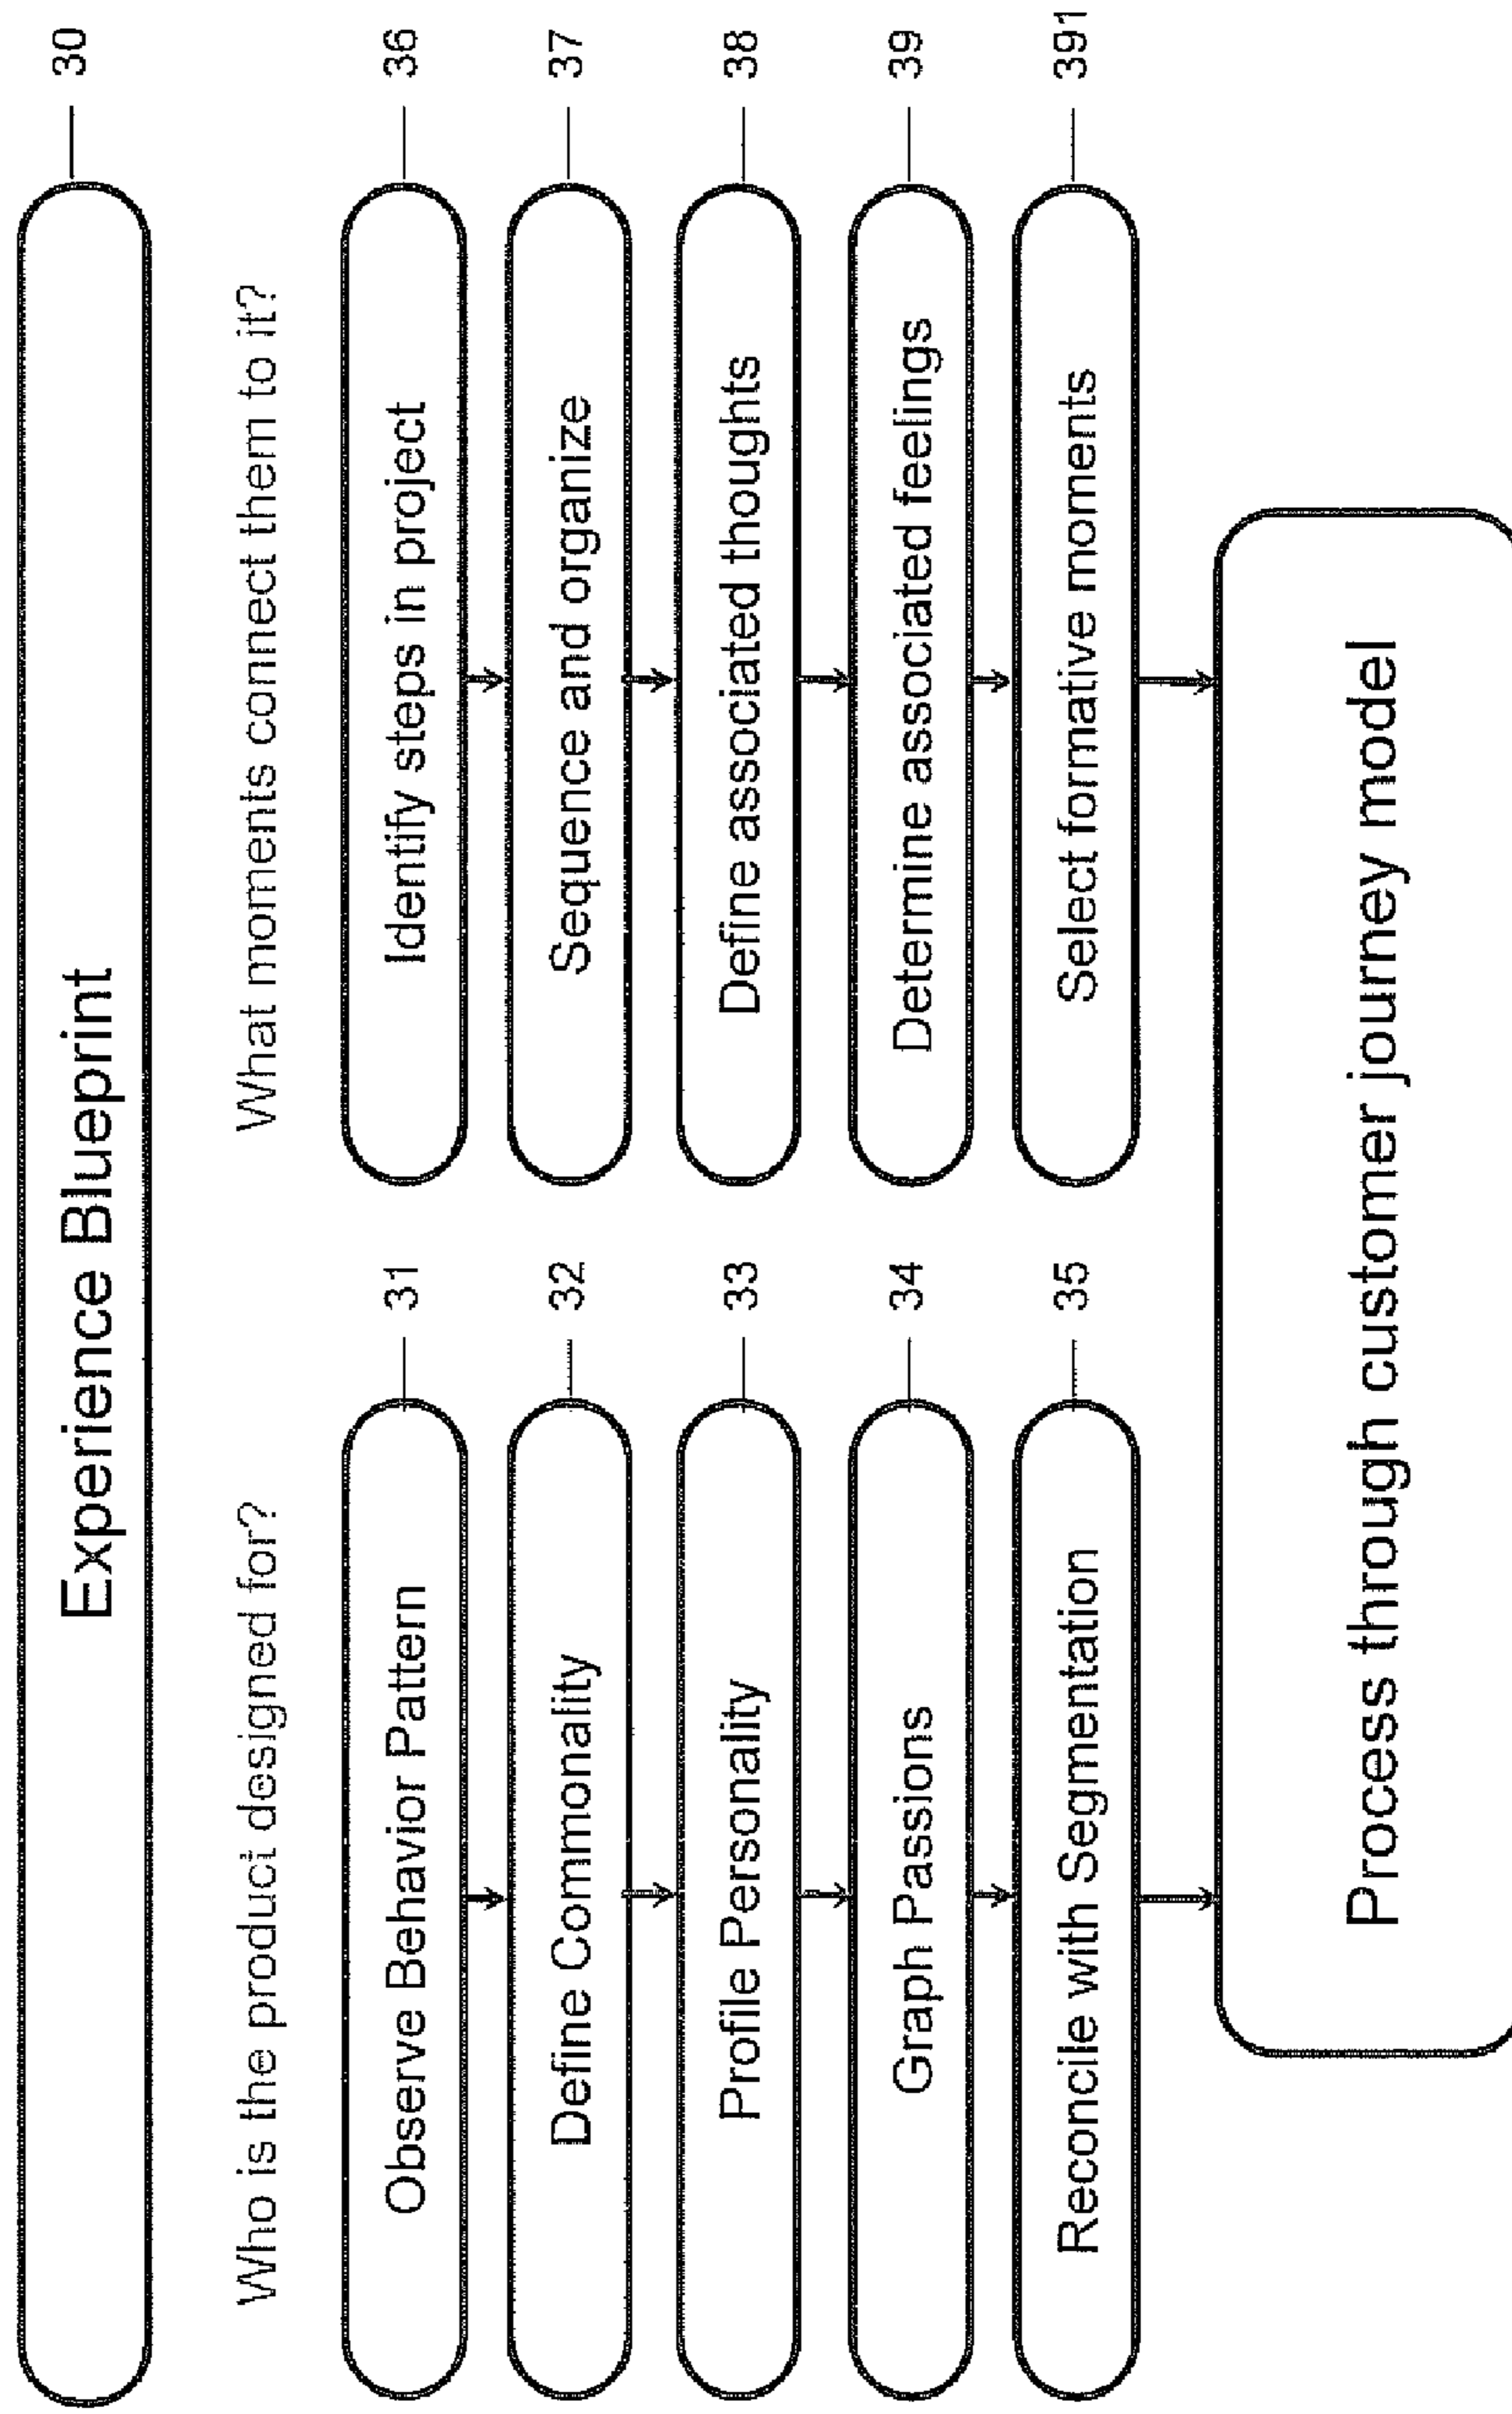 Experience Blueprint
30
Who is the product designed for?
Observe Behavior Pattern
31
Define Commonality
32
Profile Personality
33
Graph Passions
34
Reconcile with Segmentation
35
What moments connect them to it?
Identify steps in project
36
Sequence and organize
37
Define associated thoughts
38
Determine associated feelings
39
Select formative moments
391
Process through customer journey model